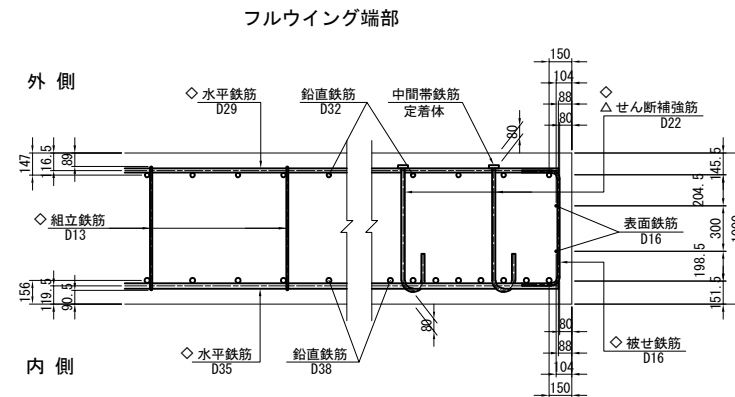 フルウイング端部
外 側
◇ 水平鉄筋
D29
鉛直鉄筋
D32
中間帯鉄筋
定着体
80
150
104
88
80
◇
△ せん断補強筋
D22
147
16.5
89
145.5
204.5
300
198.5
151.5
◇ 組立鉄筋
D13
表面鉄筋
D16
156
119.5
90.5
80
80
88
104
150
◇ 被せ鉄筋
D16
◇ 水平鉄筋
D35
鉛直鉄筋
D38
内 側